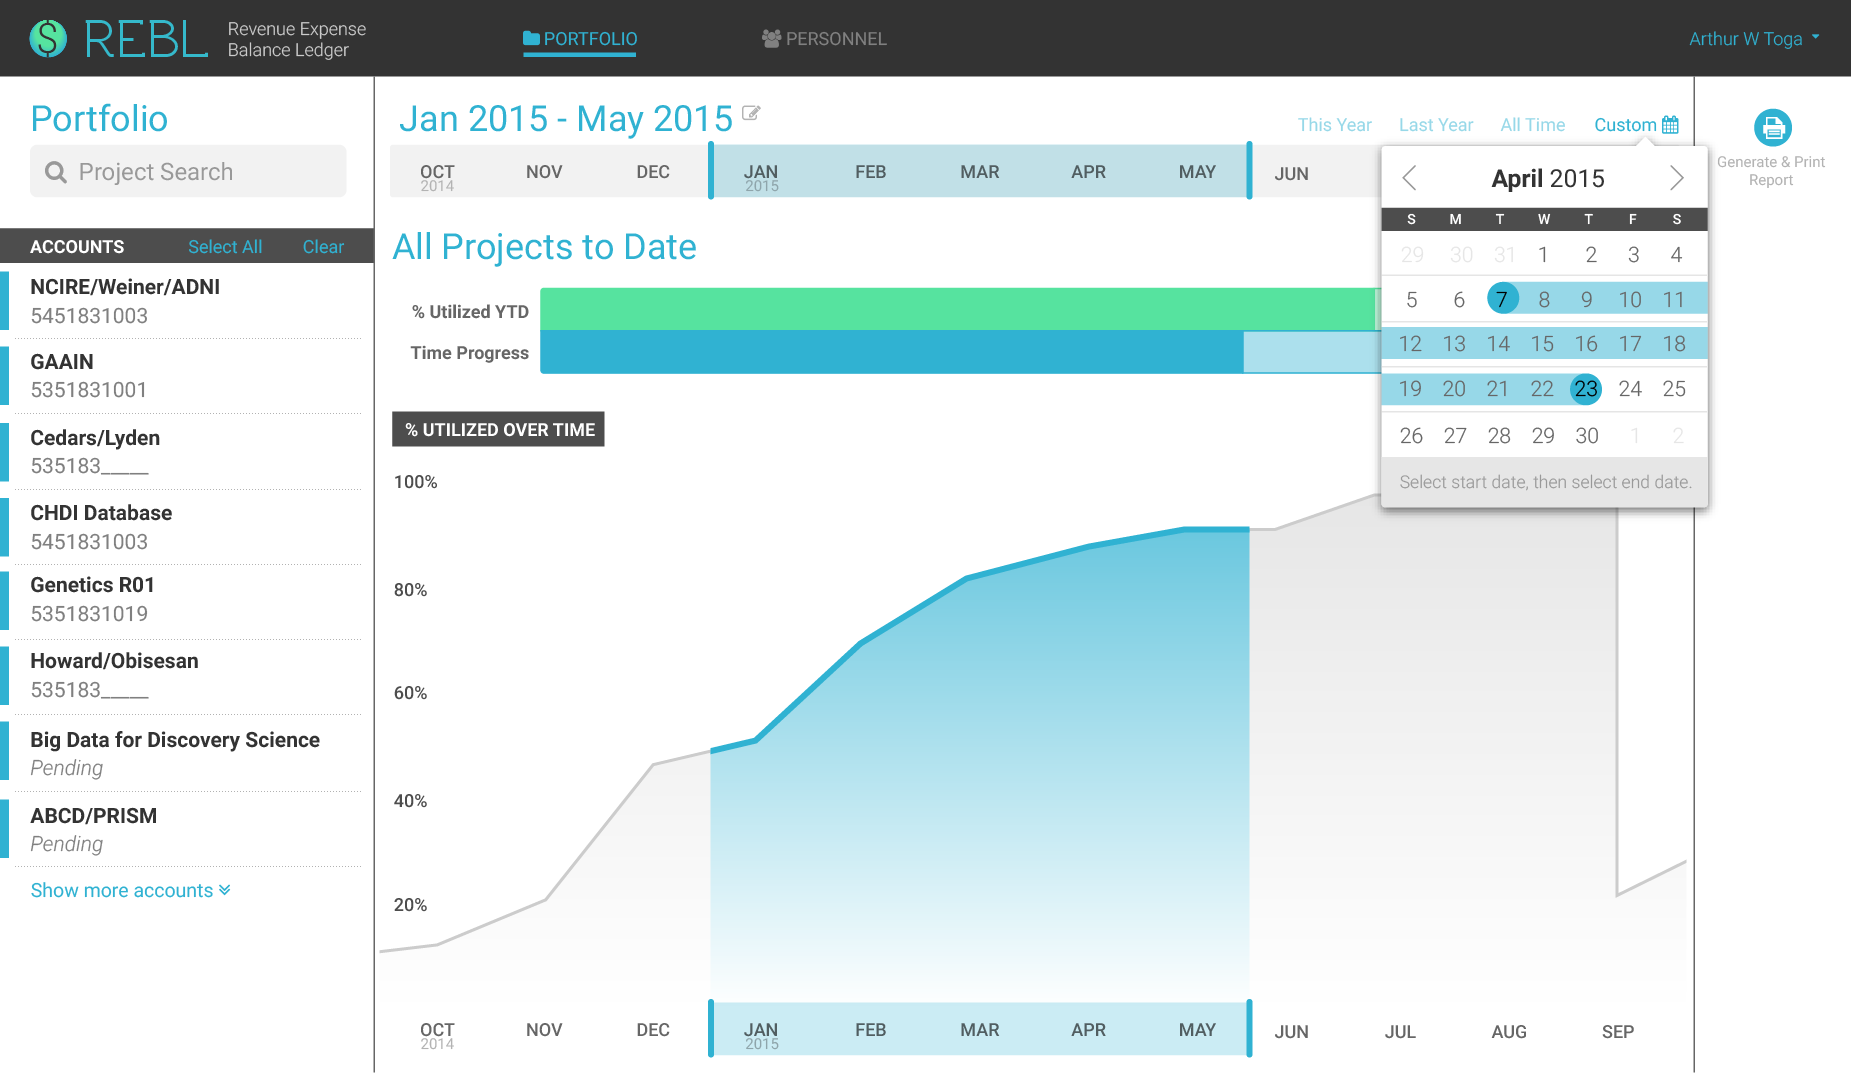 $ REBL
Revenue Expense
Balance Ledger
PORTFOLIO
PERSONNEL
Arthur W Toga
Portfolio
Project Search
ACCOUNTS Select All Clear
NCIRE/Weiner/ADNI
5451831003
GAAIN
5351831001
Cedars/Lyden
535183_____
CHDI Database
5451831003
Genetics R01
5351831019
Howard/Obisesan
535183_____
Big Data for Discovery Science
Pending
ABCD/PRISM
Pending
Show more accounts
Jan 2015 - May 2015
This Year Last Year All Time Custom
OCT NOV DEC JAN FEB MAR APR MAY JUN
2014 2015
All Projects to Date
% Utilized YTD
Time Progress
% UTILIZED OVER TIME
100%
80%
60%
40%
20%
OCT NOV DEC JAN FEB MAR APR MAY JUN JUL AUG SEP
2014 2015
April 2015
S M T W T F S
29 30 31 1 2 3 4
5 6 7 8 9 10 11
12 13 14 15 16 17 18
19 20 21 22 23 24 25
26 27 28 29 30 1 2
Select start date, then select end date.
Generate & Print
Report